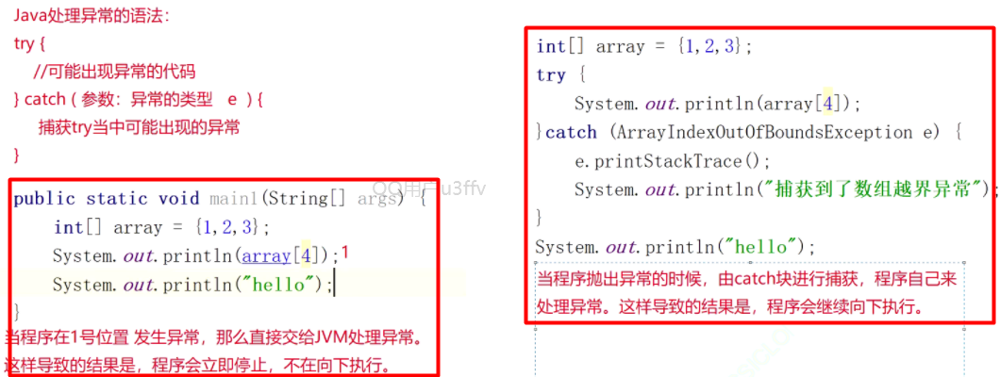 Java处理异常的语法：
try {
//可能出现异常的代码
} catch ( 参数：异常的类型 e ) {
捕获try当中可能出现的异常
}
public static void main1(String[] args) {
int[] array = {1,2,3};
System.out.println(array[4]);1
System.out.println("hello");
}
当程序在1号位置 发生异常，那么直接交给JVM处理异常。
这样导致的结果是，程序会立即停止，不在向下执行。
QQ用户u3ffv
int[] array = {1,2,3};
try {
System.out.println(array[4]);
}catch (ArrayIndexOutOfBoundsException e) {
e.printStackTrace();
System.out.println("捕获到了数组越界异常");
}
System.out.println("hello");
当程序抛出异常的时候，由catch块进行捕获，程序自己来
处理异常。这样导致的结果是，程序会继续向下执行。